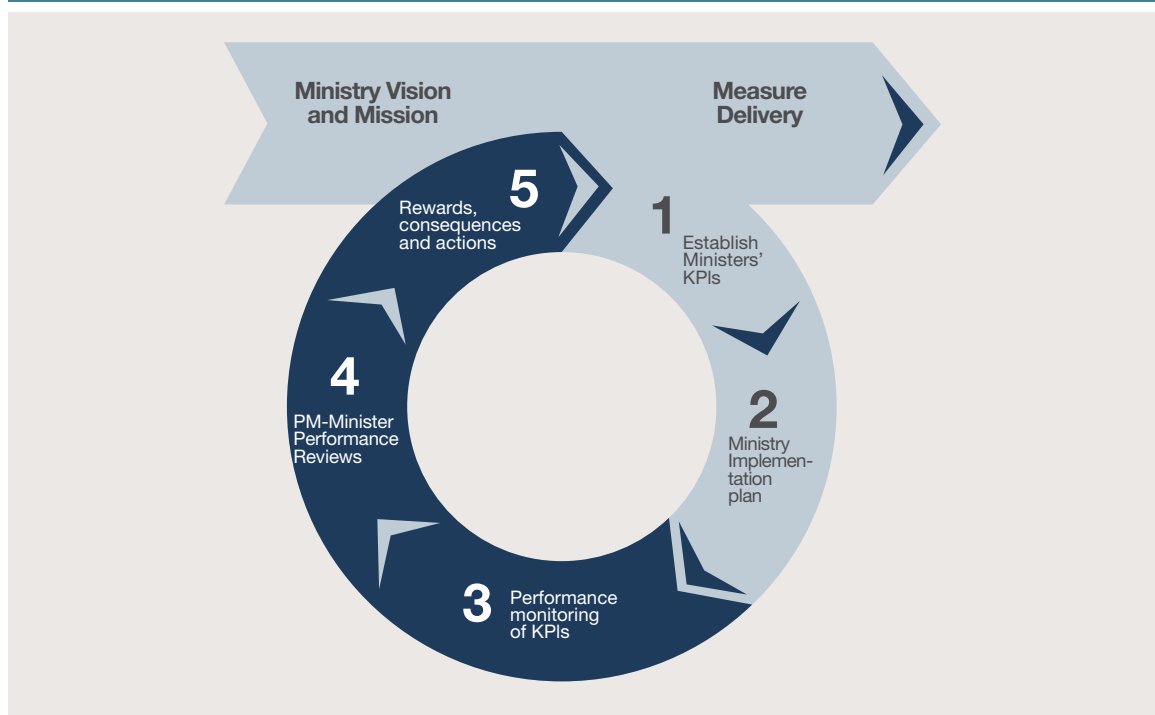 Ministry Vision
and Mission
Measure
Delivery
1
Establish
Ministers’
KPIs
2
Ministry
Implemen-
tation
plan
3
Performance
monitoring
of KPIs
4
PM-Minister
Performance
Reviews
5
Rewards,
consequences
and actions